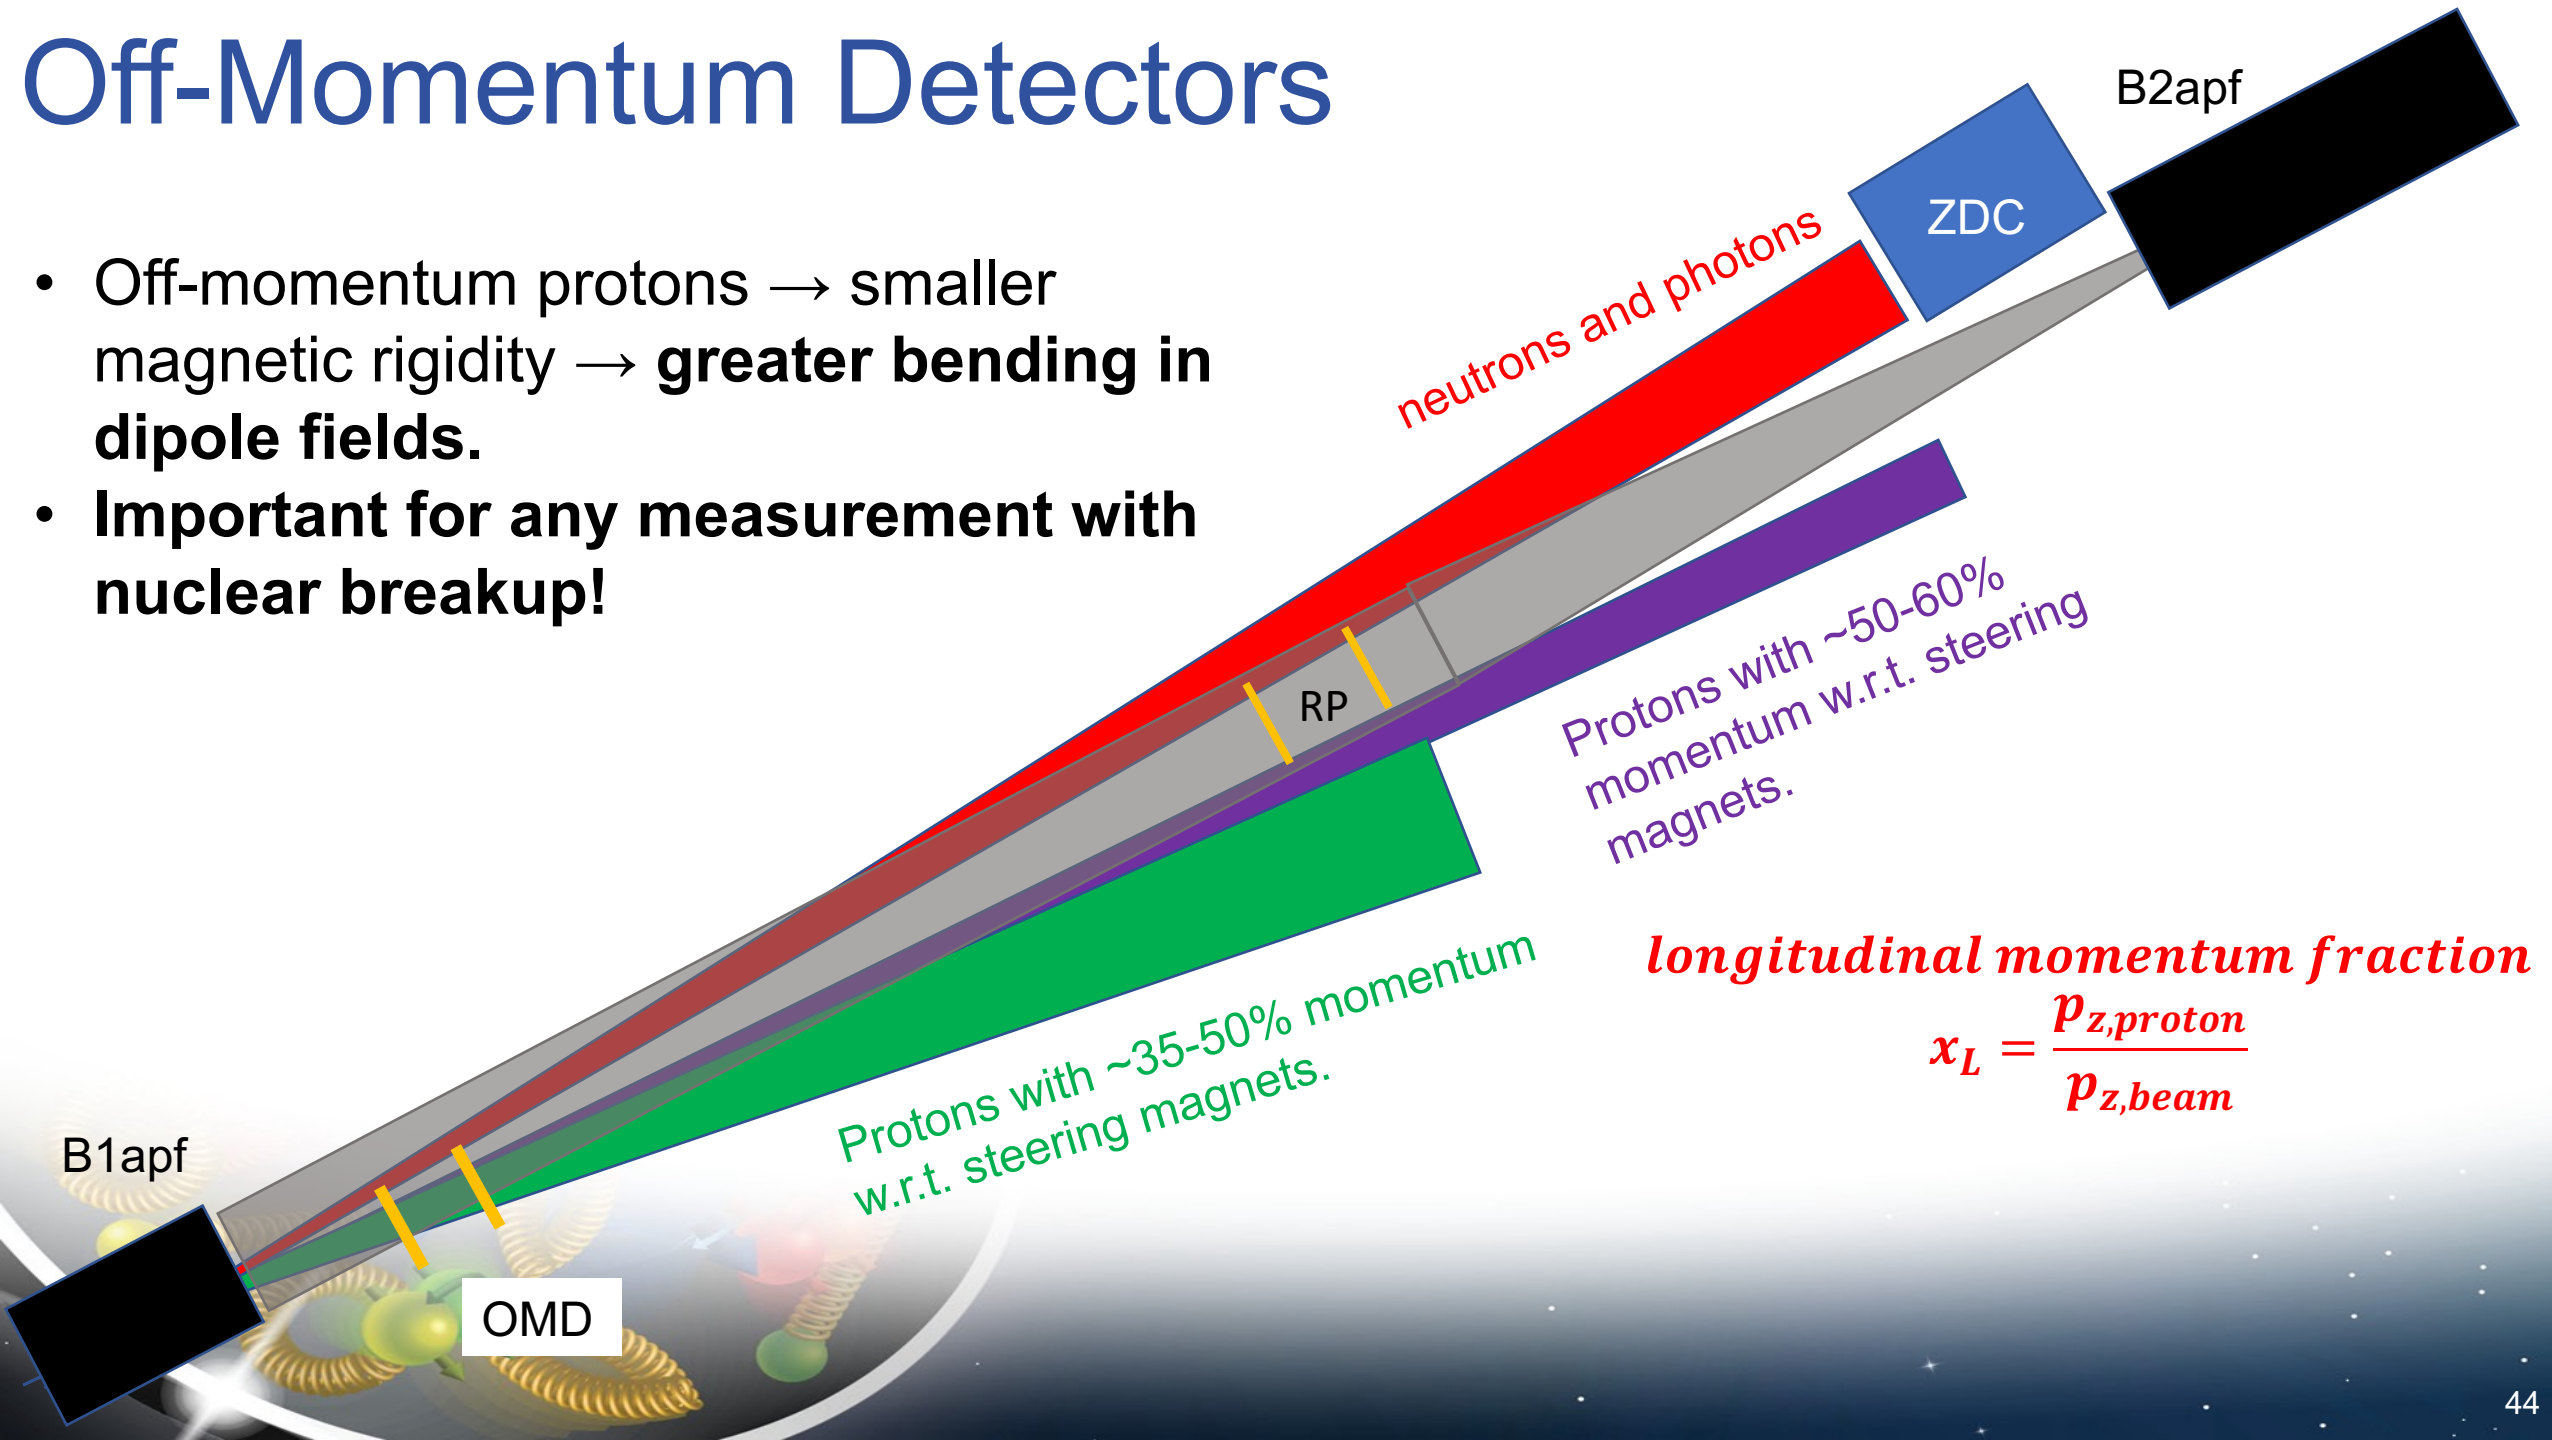 Off-Momentum Detectors
B2apf
ZDC
• Off-momentum protons → smaller
magnetic rigidity → greater bending in
dipole fields.
• Important for any measurement with
nuclear breakup!
neutrons and photons
RP
Protons with ~50-60%
momentum w.r.t. steering
magnets.
Protons with ~35-50% momentum
w.r.t. steering magnets.
longitudinal momentum fraction
x_L = p_{z,proton} / p_{z,beam}
B1apf
OMD
44